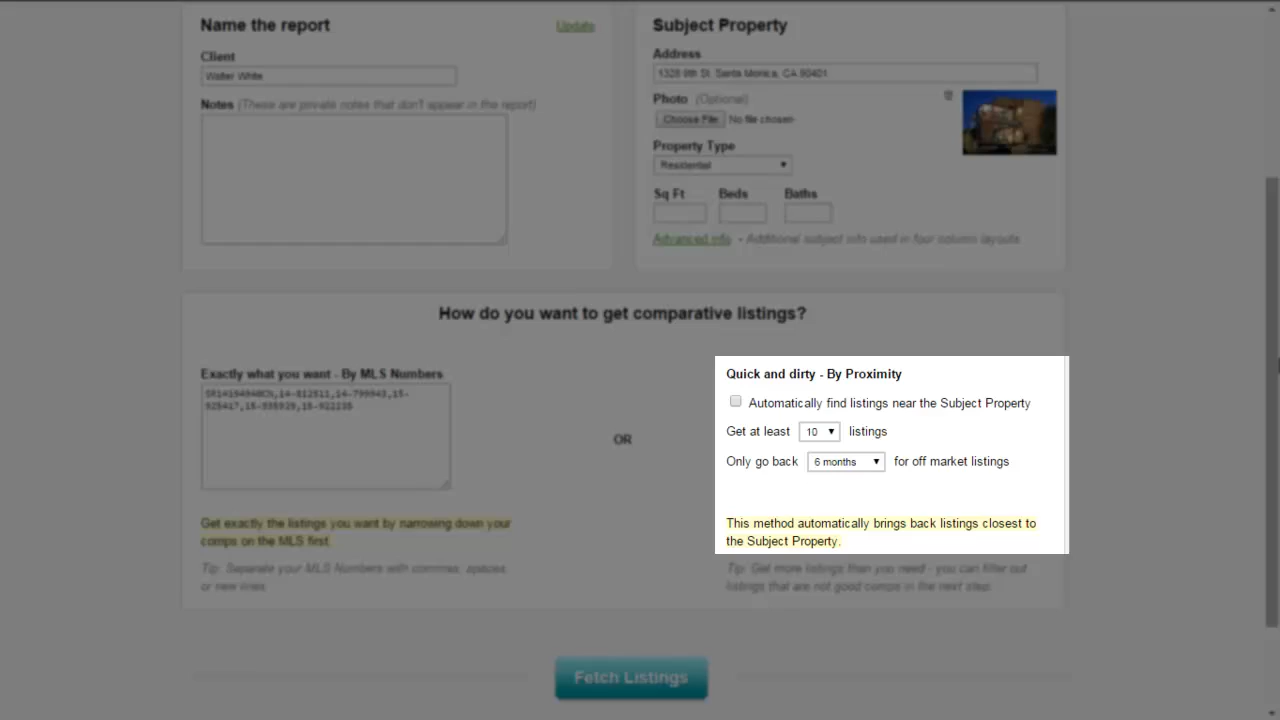 Name the report
Update
Client
Walter White
Notes (These are private notes that don't appear in the report)
Subject Property
Address
1328 9th St. Santa Monica, CA 90401
Photo (Optional)
Choose File No file chosen
Property Type
Residential
Sq Ft Beds Baths
Advanced info - Additional subject info used in four column layouts
How do you want to get comparative listings?
Exactly what you want - By MLS Numbers
OR
Get exactly the listings you want by narrowing down your
comps on the MLS first.
Tip: Separate your MLS Numbers with commas, spaces,
or new lines.
Quick and dirty - By Proximity
Automatically find listings near the Subject Property
Get at least 10 listings
Only go back 6 months for off market listings
This method automatically brings back listings closest to
the Subject Property.
Tip: Get more listings than you need - you can filter out
listings that are not good comps in the next step.
Fetch Listings